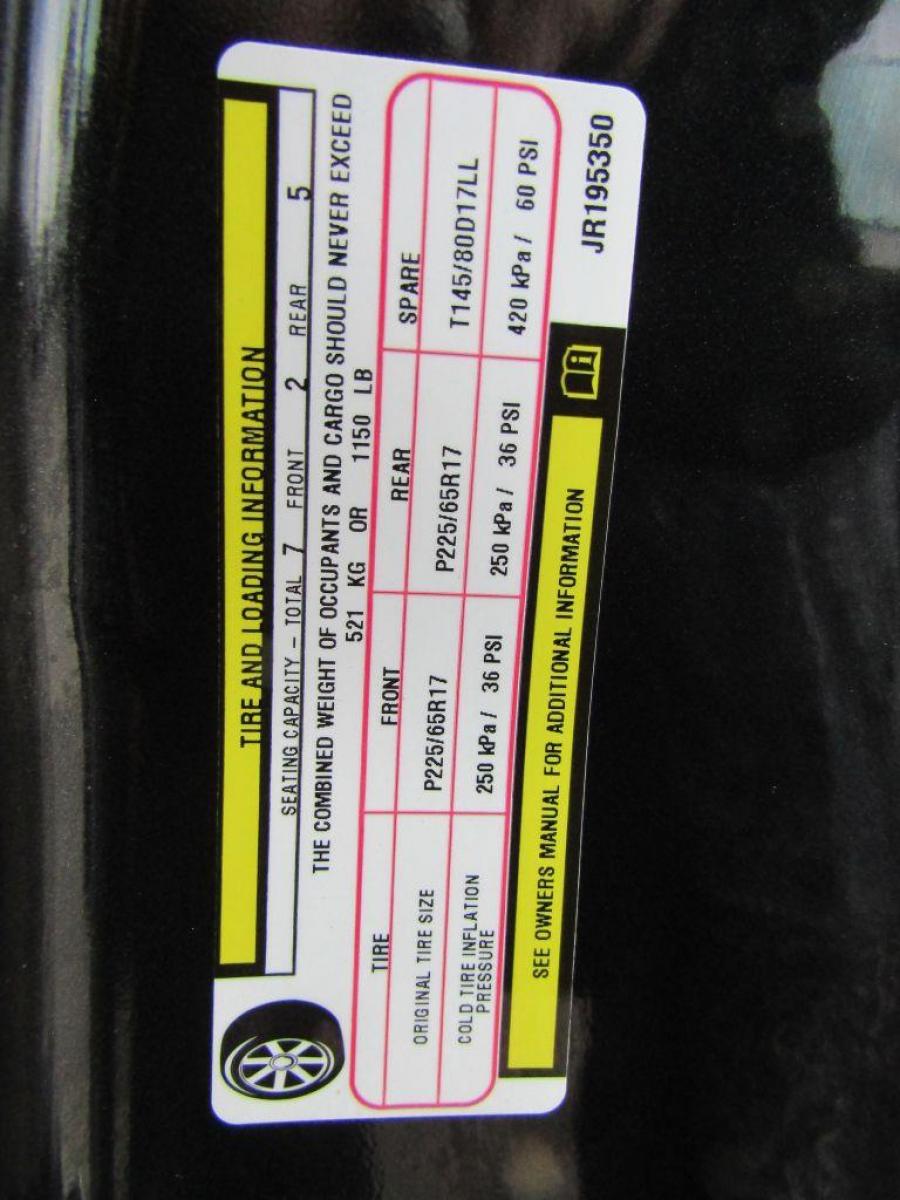 TIRE AND LOADING INFORMATION
SEATING CAPACITY - TOTAL 7 FRONT 2 REAR 5
THE COMBINED WEIGHT OF OCCUPANTS AND CARGO SHOULD NEVER EXCEED
521 KG OR 1150 LB
TIRE FRONT REAR SPARE
ORIGINAL TIRE SIZE P225/65R17 P225/65R17 T145/80D17LL
COLD TIRE INFLATION PRESSURE 250 kPa / 36 PSI 250 kPa / 36 PSI 420 kPa / 60 PSI
SEE OWNERS MANUAL FOR ADDITIONAL INFORMATION
JR195350